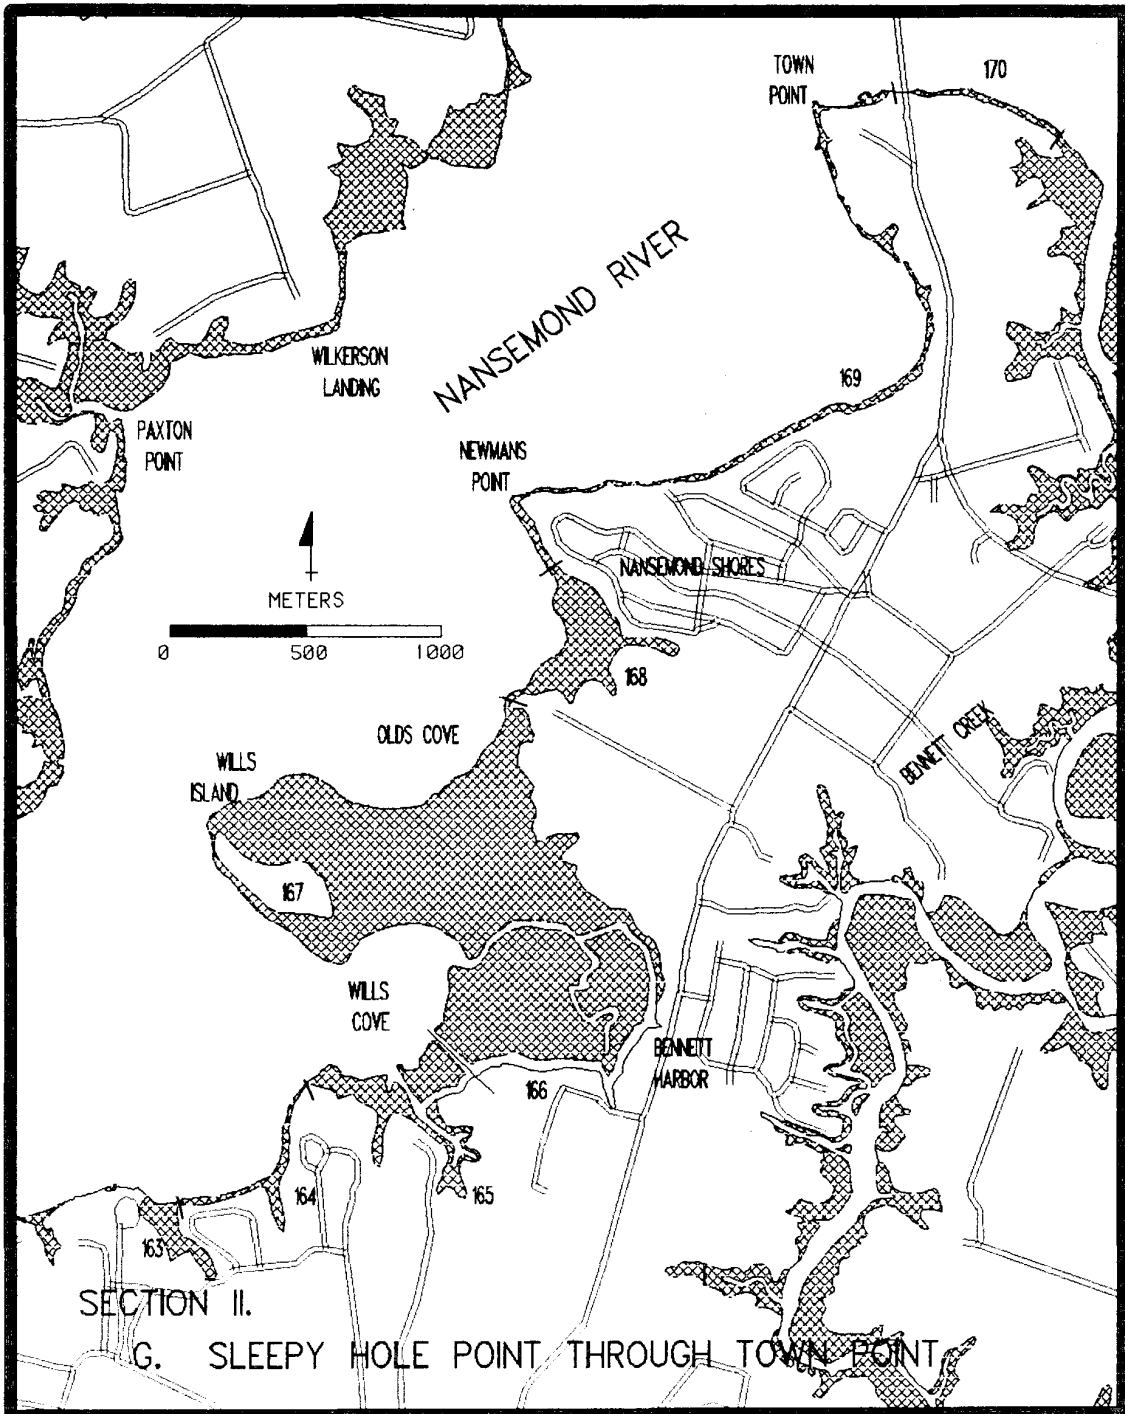 TOWN
POINT
170
NANSEMOND RIVER
WILKERSON
LANDING
169
PAXTON
POINT
NEWMANS
POINT
NANSEMOND SHORES
METERS
0 500 1000
168
OLDS COVE
BENNETT CREEK
WILLS
ISLAND
167
WILLS
COVE
BENNETT
HARBOR
166
164
165
163
SECTION II.
G. SLEEPY HOLE POINT THROUGH TOWN POINT